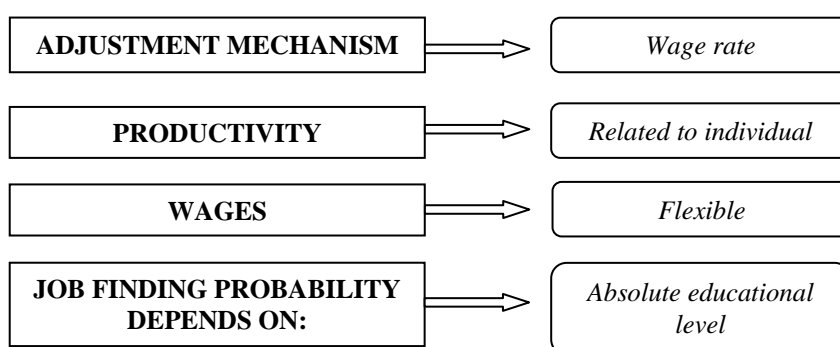 ADJUSTMENT MECHANISM
Wage rate
PRODUCTIVITY
Related to individual
WAGES
Flexible
JOB FINDING PROBABILITY
DEPENDS ON:
Absolute educational
level